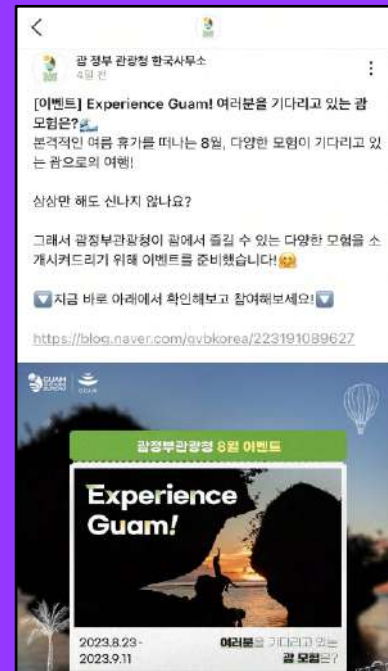 괌 정부 관광청 한국사무소
4일 전
[이벤트] Experience Guam! 여러분을 기다리고 있는 괌
모험은?🌊
본격적인 여름 휴가를 떠나는 8월, 다양한 모험이 기다리고 있
는 괌으로의 여행!
상상만 해도 신나지 않나요?
그래서 괌정부관광청이 괌에서 즐길 수 있는 다양한 모험을 소
개시켜드리기 위해 이벤트를 준비했습니다!🤗
🔽지금 바로 아래에서 확인해보고 참여해보세요!🔽
https://blog.naver.com/gvbkorea/223191089627
GUAM
GUAM
괌정부관광청 8월 이벤트
Experience
Guam!
2023.8.23 -
2023.9.11
여러분을 기다리고 있는
괌 모험은?